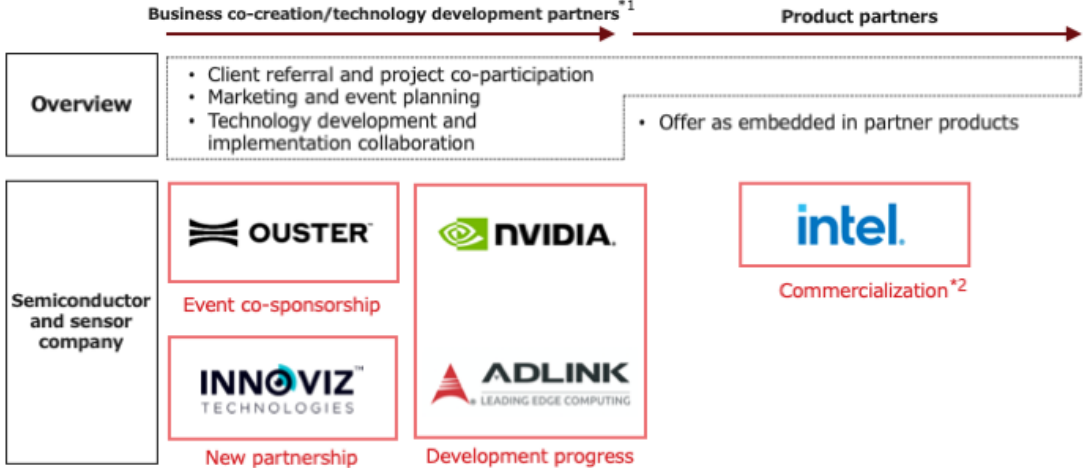 Business co-creation/technology development partners*1
Product partners
Overview
• Client referral and project co-participation
• Marketing and event planning
• Technology development and
implementation collaboration
• Offer as embedded in partner products
Semiconductor
and sensor
company
OUSTER™
Event co-sponsorship
INNOVIZ™
TECHNOLOGIES
New partnership
NVIDIA.
ADLINK
LEADING EDGE COMPUTING
Development progress
intel.
Commercialization*2